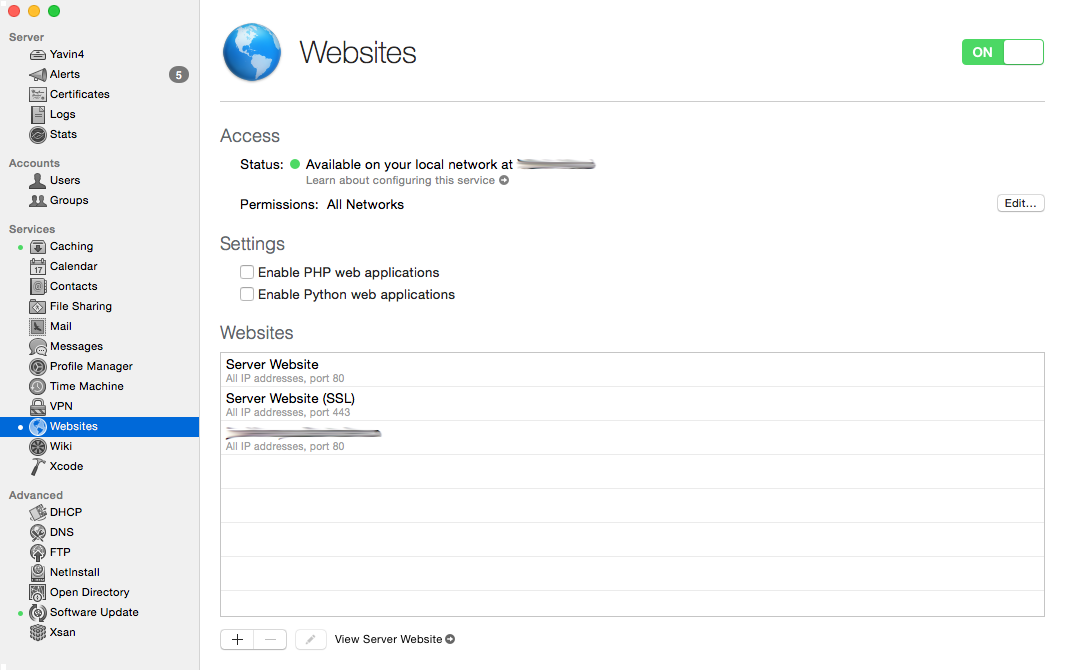 Server
Yavin4
Alerts 5
Certificates
Logs
Stats
Accounts
Users
Groups
Services
Caching
17 Calendar
Contacts
File Sharing
Mail
Messages
Profile Manager
Time Machine
VPN
Websites
Wiki
Xcode
Advanced
DHCP
DNS
FTP
NetInstall
Open Directory
Software Update
Xsan
Websites
ON
Access
Status: Available on your local network at
Learn about configuring this service
Permissions: All Networks Edit...
Settings
Enable PHP web applications
Enable Python web applications
Websites
Server Website
All IP addresses, port 80
Server Website (SSL)
All IP addresses, port 443
All IP addresses, port 80
View Server Website